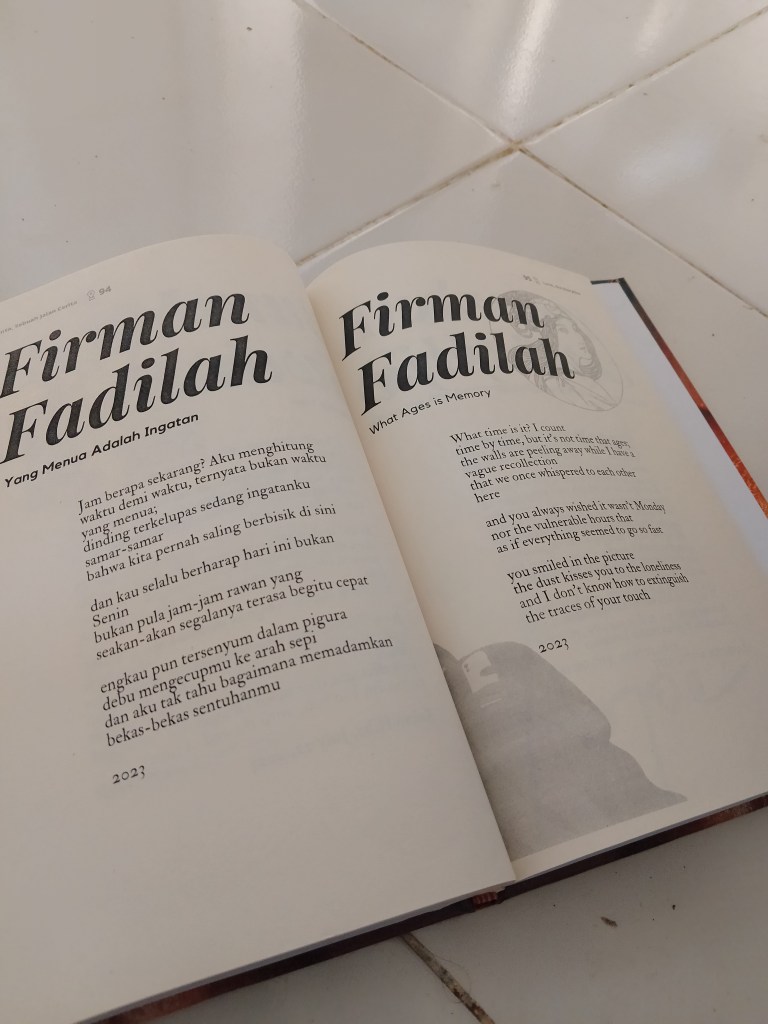 94
Firman
Fadilah
Yang Menua Adalah Ingatan
Jam berapa sekarang? Aku menghitung
waktu demi waktu, ternyata bukan waktu
yang menua;
dinding terkelupas sedang ingatanku
samar-samar
bahwa kita pernah saling berbisik di sini
dan kau selalu berharap hari ini bukan
Senin
bukan pula jam-jam rawan yang
seakan-akan segalanya terasa begitu cepat
engkau pun tersenyum dalam pigura
debu mengecupmu ke arah sepi
dan aku tak tahu bagaimana memadamkan
bekas-bekas sentuhanmu
2023
Firman
Fadilah
What Ages is Memory
What time is it? I count
time by time, but it's not time that ages;
the walls are peeling away while I have a
vague recollection
that we once whispered to each other
here
and you always wished it wasn't Monday
nor the vulnerable hours that
as if everything seemed to go so fast
you smiled in the picture
the dust kisses you to the loneliness
and I don't know how to extinguish
the traces of your touch
2023